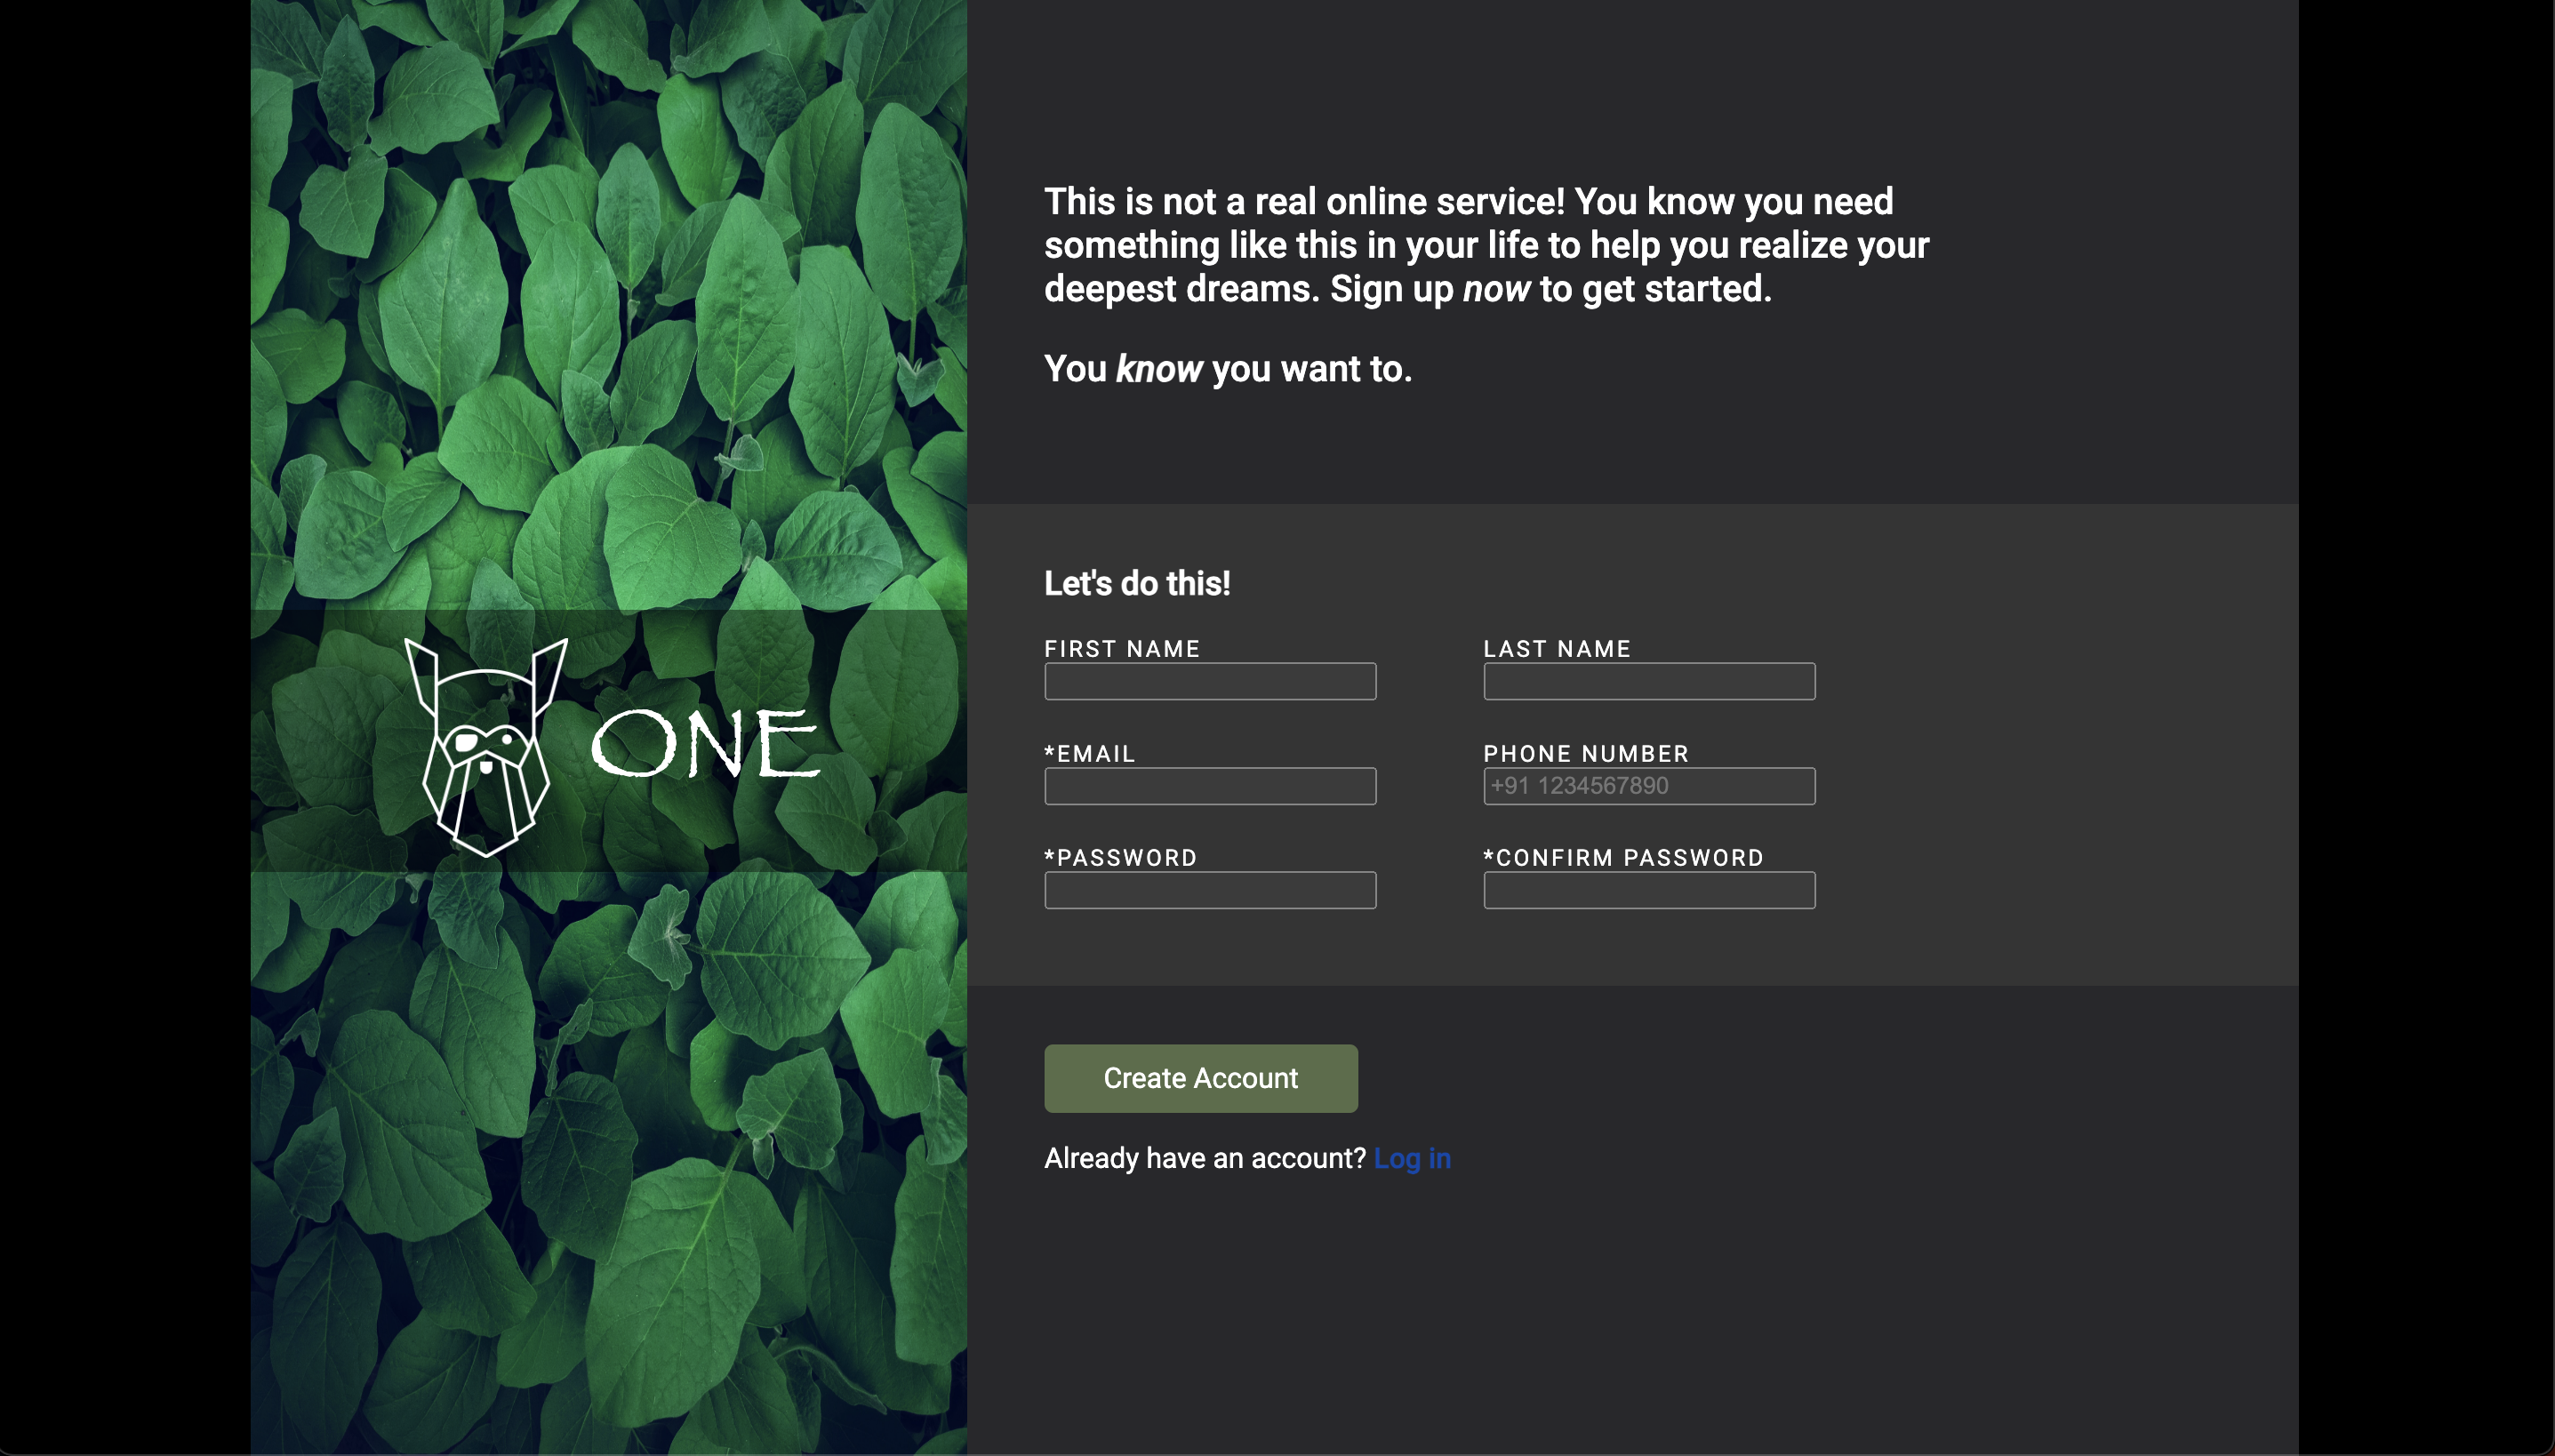 ONE
This is not a real online service! You know you need
something like this in your life to help you realize your
deepest dreams. Sign up now to get started.
You know you want to.
Let's do this!
FIRST NAME
LAST NAME
*EMAIL
PHONE NUMBER
+91 1234567890
*PASSWORD
*CONFIRM PASSWORD
Create Account
Already have an account? Log in